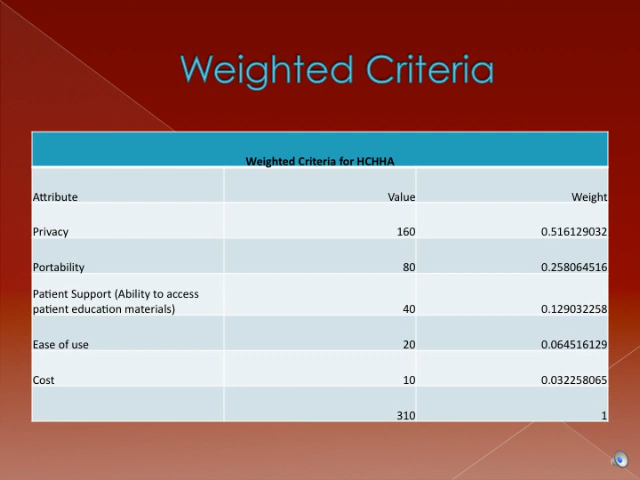 Weighted Criteria
Weighted Criteria for HCHHA
Attribute Value Weight
Privacy 160 0.516129032
Portability 80 0.258064516
Patient Support (Ability to access
patient education materials) 40 0.129032258
Ease of use 20 0.064516129
Cost 10 0.032258065
310 1